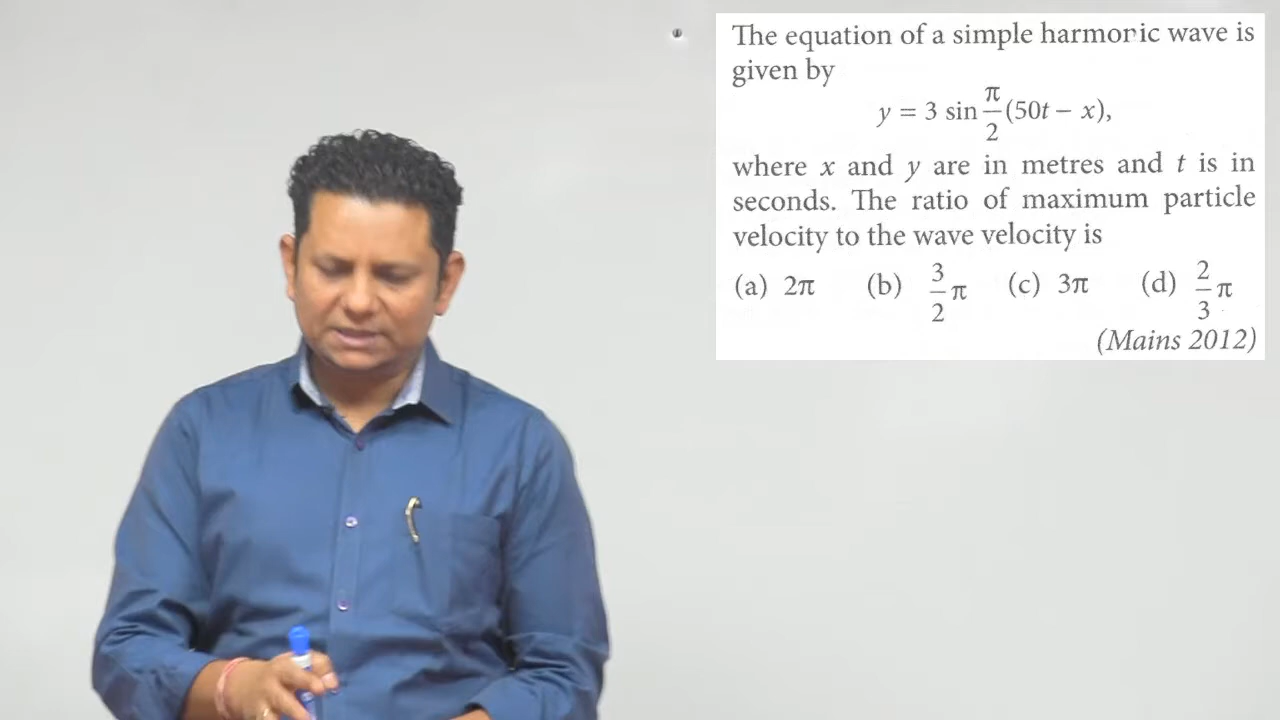 The equation of a simple harmonic wave is
given by
y = 3 sin π/2 (50t − x),
where x and y are in metres and t is in
seconds. The ratio of maximum particle
velocity to the wave velocity is
(a) 2π (b) 3/2 π (c) 3π (d) 2/3 π
(Mains 2012)